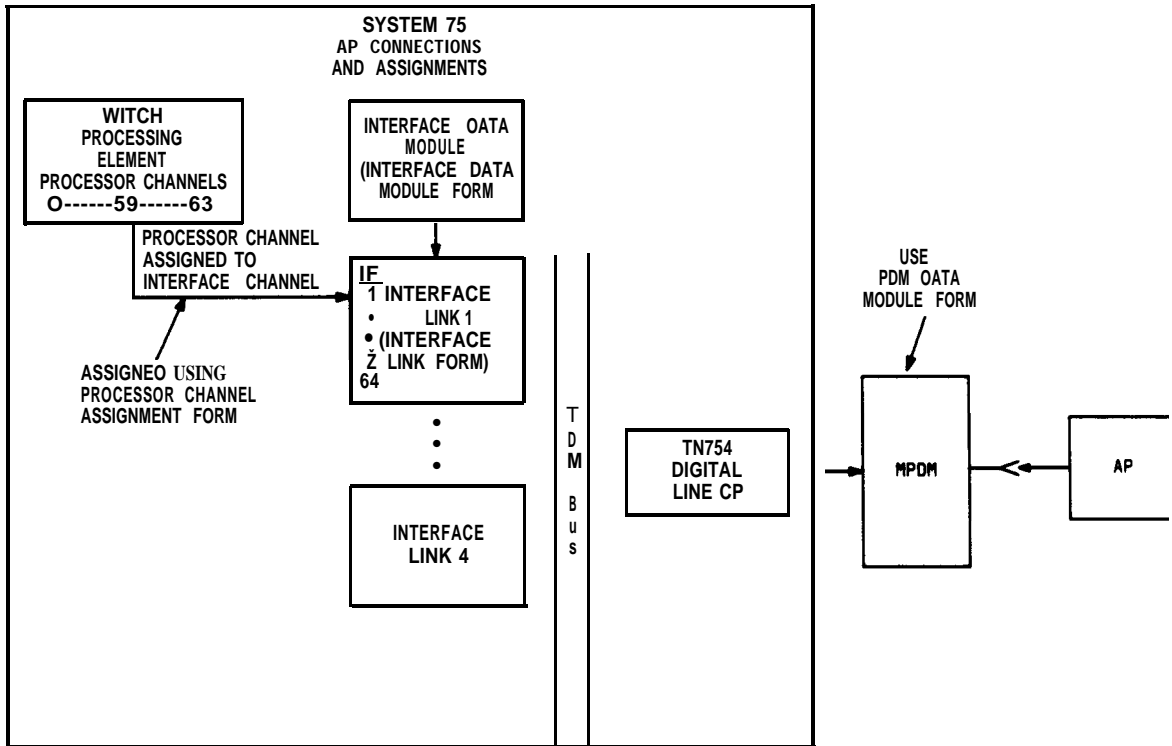 SYSTEM 75
AP CONNECTIONS
AND ASSIGNMENTS
WITCH
PROCESSING
ELEMENT
PROCESSOR CHANNELS
O------59------63
INTERFACE OATA
MODULE
(INTERFACE DATA
MODULE FORM
PROCESSOR CHANNEL
ASSIGNED TO
INTERFACE CHANNEL
IF
1 INTERFACE
• LINK 1
• (INTERFACE
Ž LINK FORM)
64
ASSIGNEO USING
PROCESSOR CHANNEL
ASSIGNMENT FORM
•
•
•
INTERFACE
LINK 4
T
D
M
B
u
s
TN754
DIGITAL
LINE CP
USE
PDM OATA
MODULE FORM
MPDM
AP